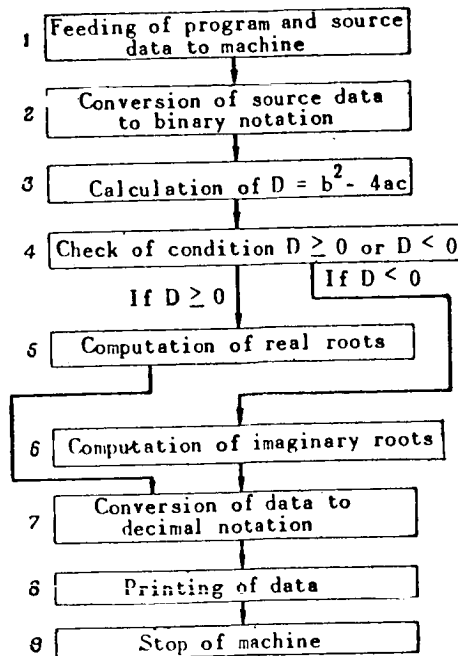 1 Feeding of program and source
data to machine
2 Conversion of source data
to binary notation
3 Calculation of D = b² - 4ac
4 Check of condition D ≥ 0 or D < 0
If D < 0
If D ≥ 0
5 Computation of real roots
6 Computation of imaginary roots
7 Conversion of data to
decimal notation
8 Printing of data
9 Stop of machine